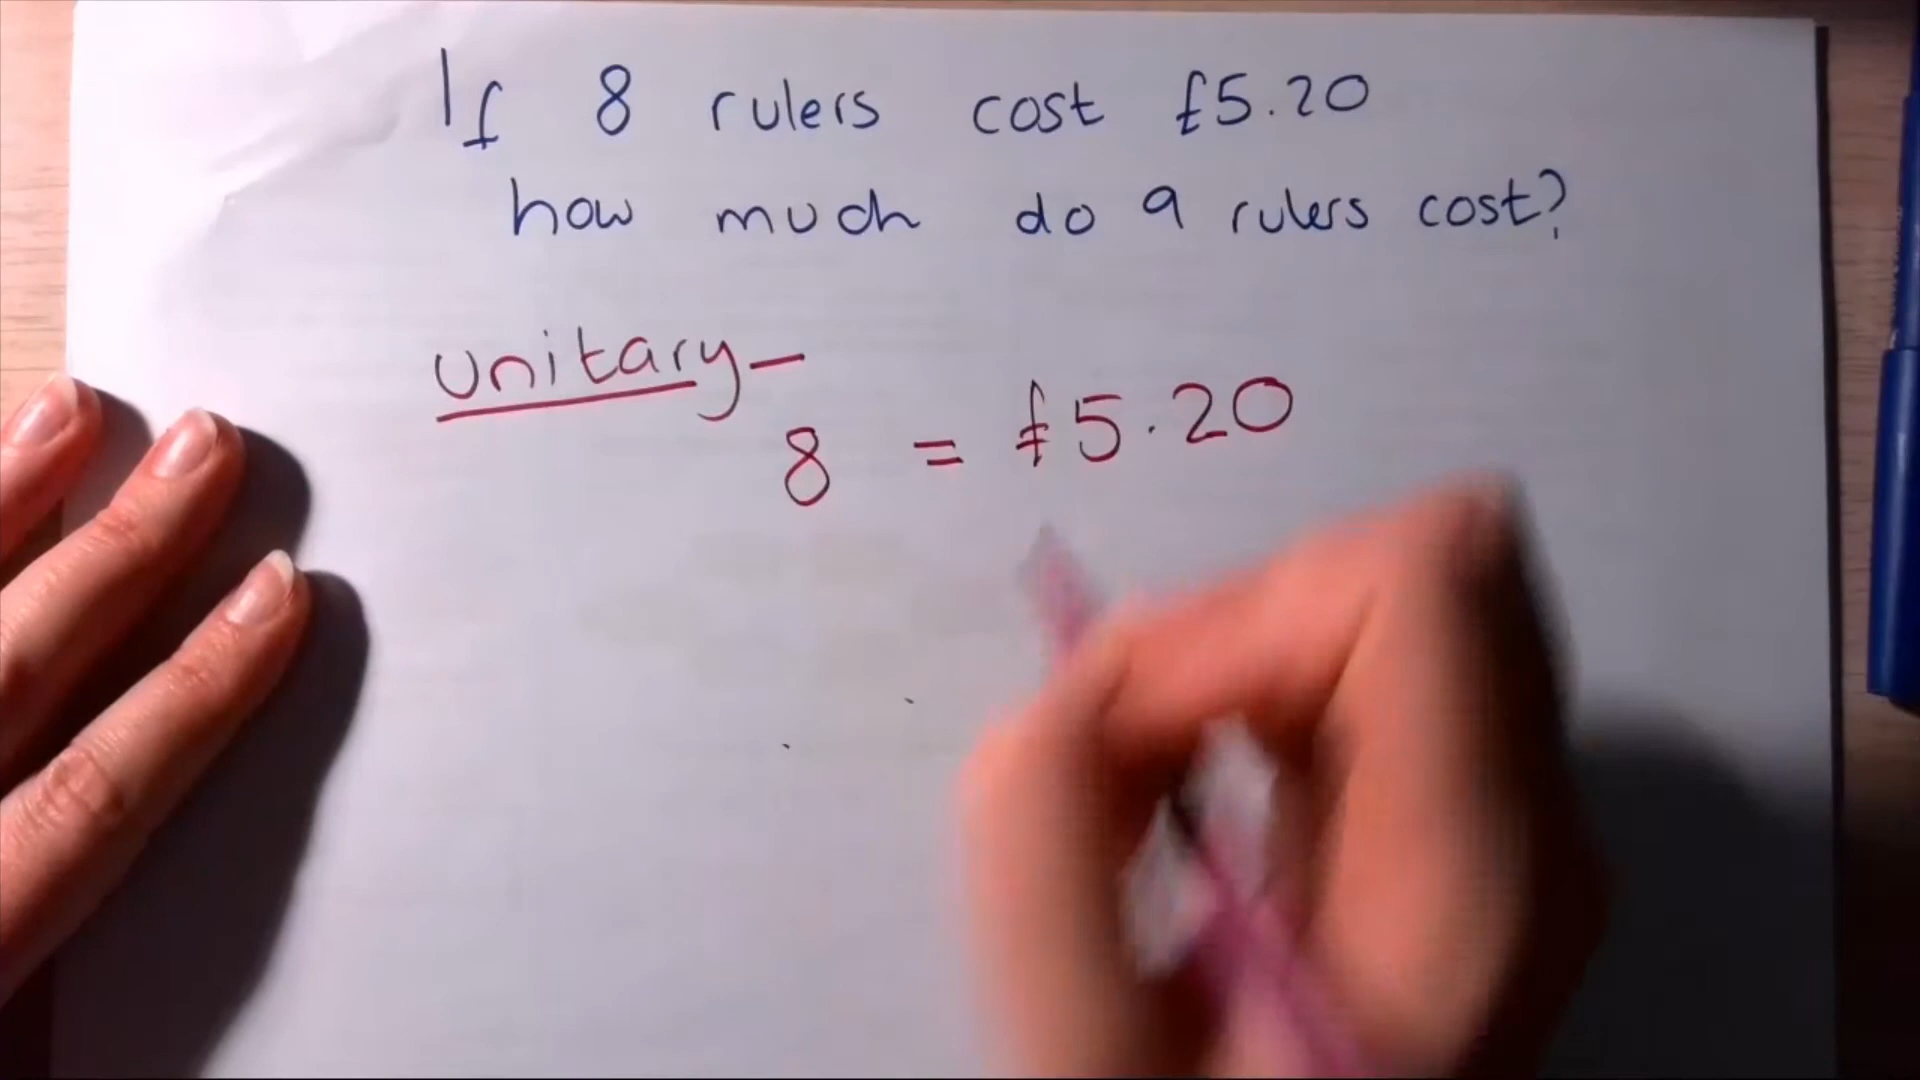 If 8 rulers cost £5.20
how much do 9 rulers cost?
Unitary –
8 = £5.20